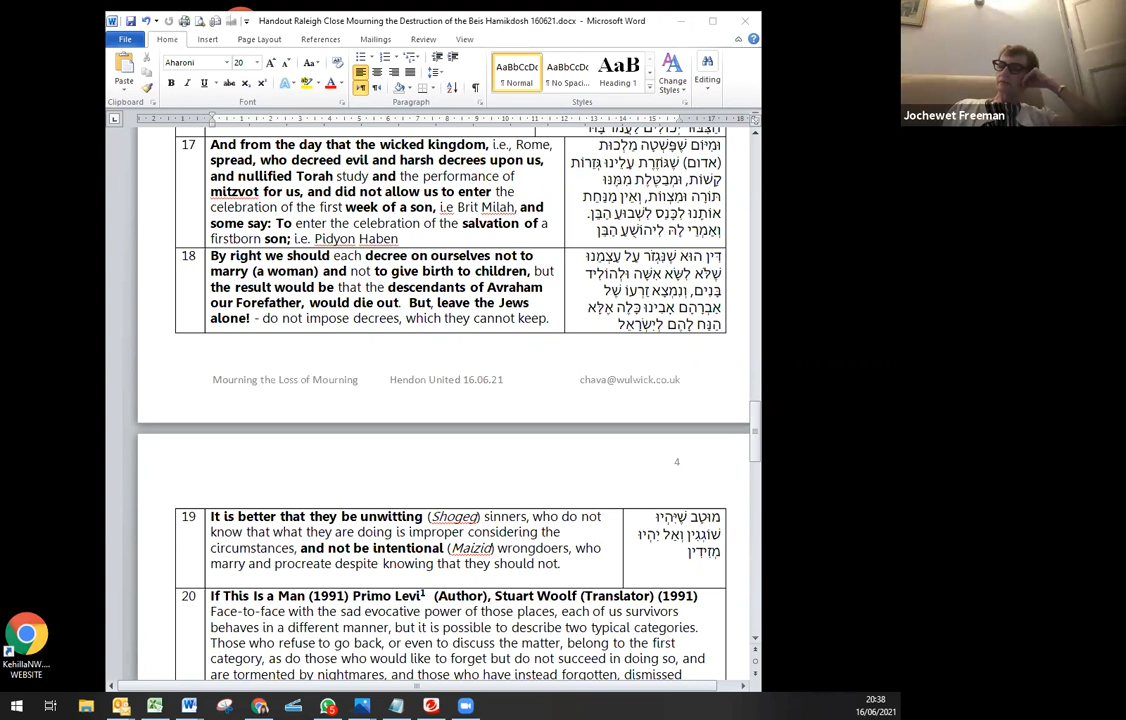 Handout Raleigh Close Mourning the Destruction of the Beis Hamikdosh 160621.docx - Microsoft Word
File Home Insert Page Layout References Mailings Review View
Aharoni 20
AaBbCcDc AaBbCcDc AaB
Paste Normal No Spaci... Heading 1 Change Styles Editing
Clipboard Font Paragraph Styles
Jochewet Freeman
17
And from the day that the wicked kingdom, i.e., Rome,
spread, who decreed evil and harsh decrees upon us,
and nullified Torah study and the performance of
mitzvot for us, and did not allow us to enter the
celebration of the first week of a son, i.e Brit Milah, and
some say: To enter the celebration of the salvation of a
firstborn son; i.e. Pidyon Haben
וּמִיּוֹם שֶׁפָּשְׁטָה מַלְכוּת
(אדום) שֶׁגּוֹזֶרֶת עָלֵינוּ גְּזֵרוֹת
קָשׁוֹת, וּמְבַטֶּלֶת מִמֶּנּוּ
תּוֹרָה וּמִצְוֹות, וְאֵין מַנַּחַת
אוֹתָנוּ לִכָּנֵס לִשְׁבוּעַ הַבֵּן.
וְאָמְרִי לַהּ לִיהוֹשֻׁעַ הַבֵּן
18
By right we should each decree on ourselves not to
marry (a woman) and not to give birth to children, but
the result would be that the descendants of Avraham
our Forefather, would die out. But, leave the Jews
alone! - do not impose decrees, which they cannot keep.
דִּין הוּא שֶׁנִּגְזֹר עַל עַצְמֵנוּ
שֶׁלֹּא לִשָּׂא אִשָּׁה וּלְהוֹלִיד
בָּנִים, וְנִמְצָא זַרְעוֹ שֶׁל
אַבְרָהָם אָבִינוּ כָּלֶה אֶלָּא
הַנַּח לָהֶם לְיִשְׂרָאֵל
Mourning the Loss of Mourning Hendon United 16.06.21 chava@wulwick.co.uk
4
19
It is better that they be unwitting (Shogeg) sinners, who do not
know that what they are doing is improper considering the
circumstances, and not be intentional (Maizid) wrongdoers, who
marry and procreate despite knowing that they should not.
מוּטָב שֶׁיִּהְיוּ
שׁוֹגְגִין וְאַל יִהְיוּ
מְזִידִין
20
If This Is a Man (1991) Primo Levi¹ (Author), Stuart Woolf (Translator) (1991)
Face-to-face with the sad evocative power of those places, each of us survivors
behaves in a different manner, but it is possible to describe two typical categories.
Those who refuse to go back, or even to discuss the matter, belong to the first
category, as do those who would like to forget but do not succeed in doing so, and
are tormented by nightmares, and those who have instead forgotten, dismissed
KehillaNW...
WEBSITE
20:38
16/06/2021